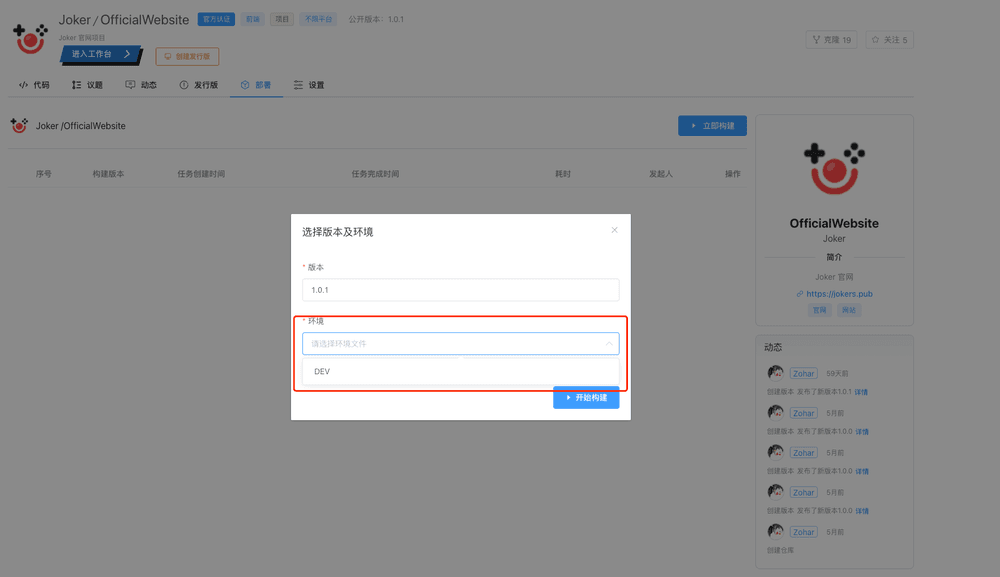 Joker / OfficialWebsite 官方认证 前端 项目 不限平台 公开版本：1.0.1
Joker 官网项目
进入工作台
创建发行版
克隆 19
关注 5
代码 议题 动态 发行版 部署 设置
Joker /OfficialWebsite
立即构建
序号 构建版本 任务创建时间 任务完成时间 耗时 发起人 操作
选择版本及环境
* 版本
1.0.1
* 环境
请选择环境文件
DEV
开始构建
OfficialWebsite
Joker
简介
Joker 官网
https://jokers.pub
官网 网站
动态
Zohar 59天前
创建版本 发布了新版本1.0.1 详情
Zohar 5月前
创建版本 发布了新版本1.0.0 详情
Zohar 5月前
创建版本 发布了新版本1.0.0 详情
Zohar 5月前
创建版本 发布了新版本1.0.0 详情
Zohar 5月前
创建仓库